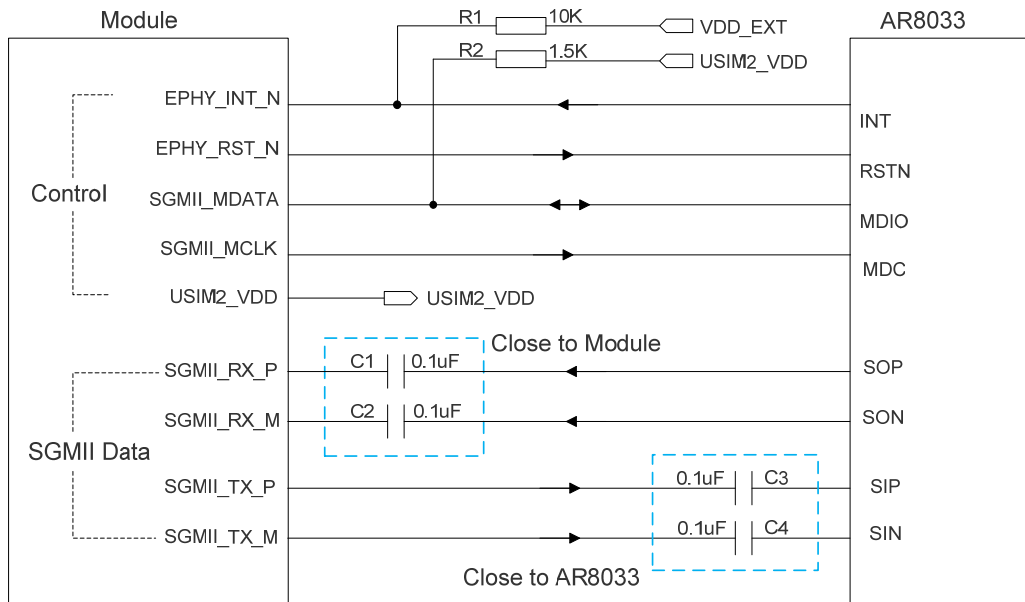 Module
R1 10K VDD_EXT
AR8033
R2 1.5K USIM2_VDD
EPHY_INT_N
INT
EPHY_RST_N
RSTN
Control
SGMII_MDATA
MDIO
SGMII_MCLK
MDC
USIM2_VDD USIM2_VDD
Close to Module
SGMII_RX_P C1 0.1uF SOP
SGMII_RX_M C2 0.1uF SON
SGMII Data
SGMII_TX_P 0.1uF C3 SIP
SGMII_TX_M 0.1uF C4 SIN
Close to AR8033